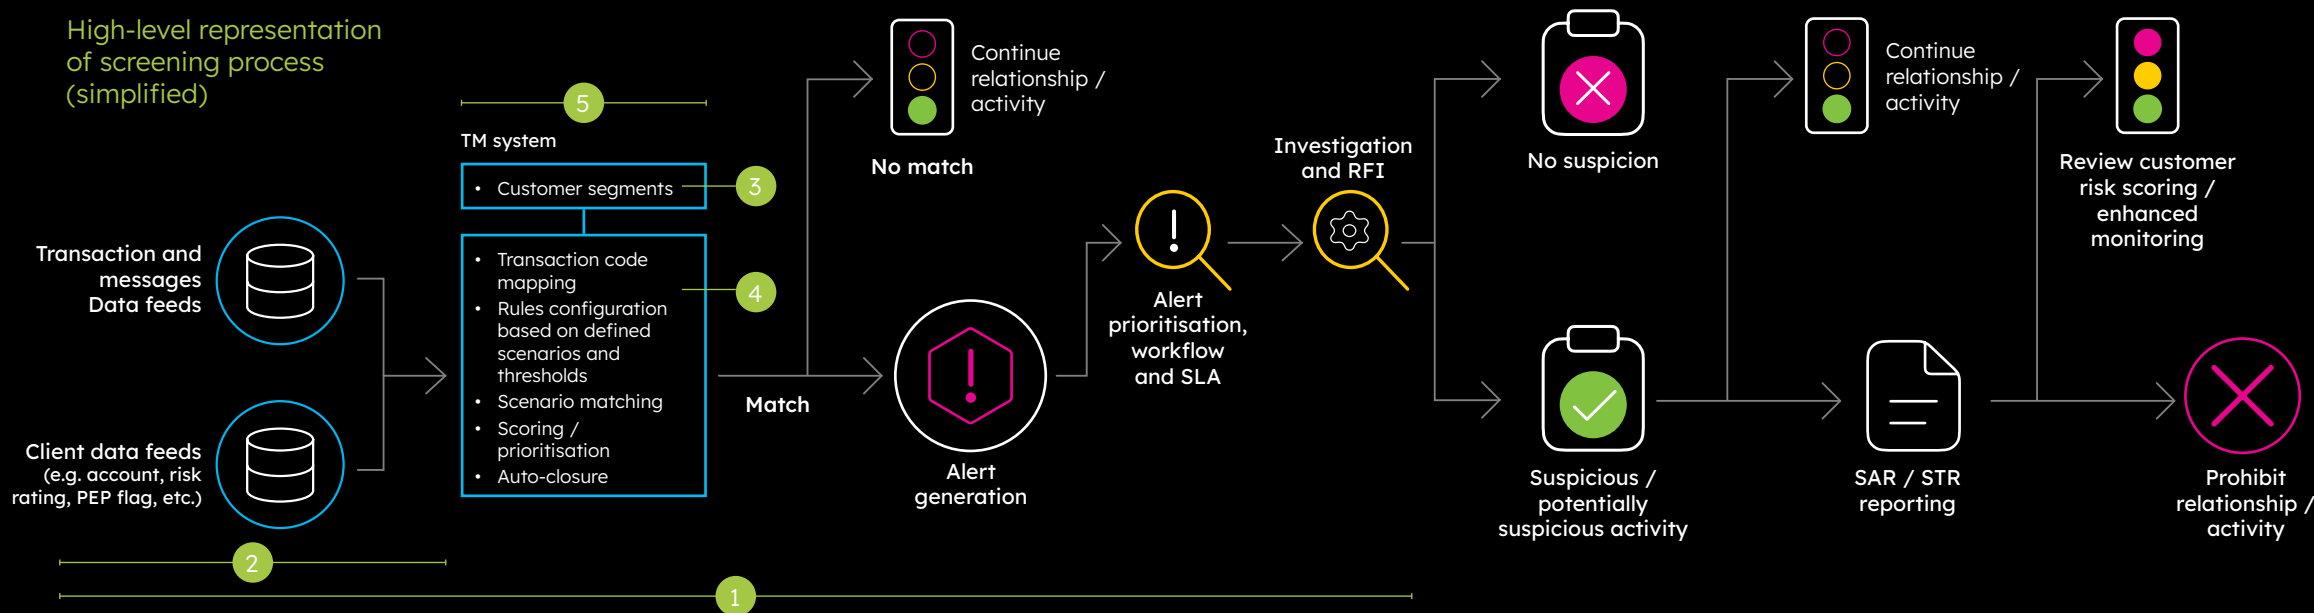 High-level representation
of screening process
(simplified)
5
TM system
• Customer segments
3
• Transaction code
mapping
• Rules configuration
based on defined
scenarios and
thresholds
• Scenario matching
• Scoring /
prioritisation
• Auto-closure
4
Transaction and
messages
Data feeds
Client data feeds
(e.g. account, risk
rating, PEP flag, etc.)
2
1
Match
Continue
relationship /
activity
No match
Alert
generation
Alert
prioritisation,
workflow
and SLA
Investigation
and RFI
No suspicion
Suspicious /
potentially
suspicious activity
Continue
relationship /
activity
SAR / STR
reporting
Review customer
risk scoring /
enhanced
monitoring
Prohibit
relationship /
activity